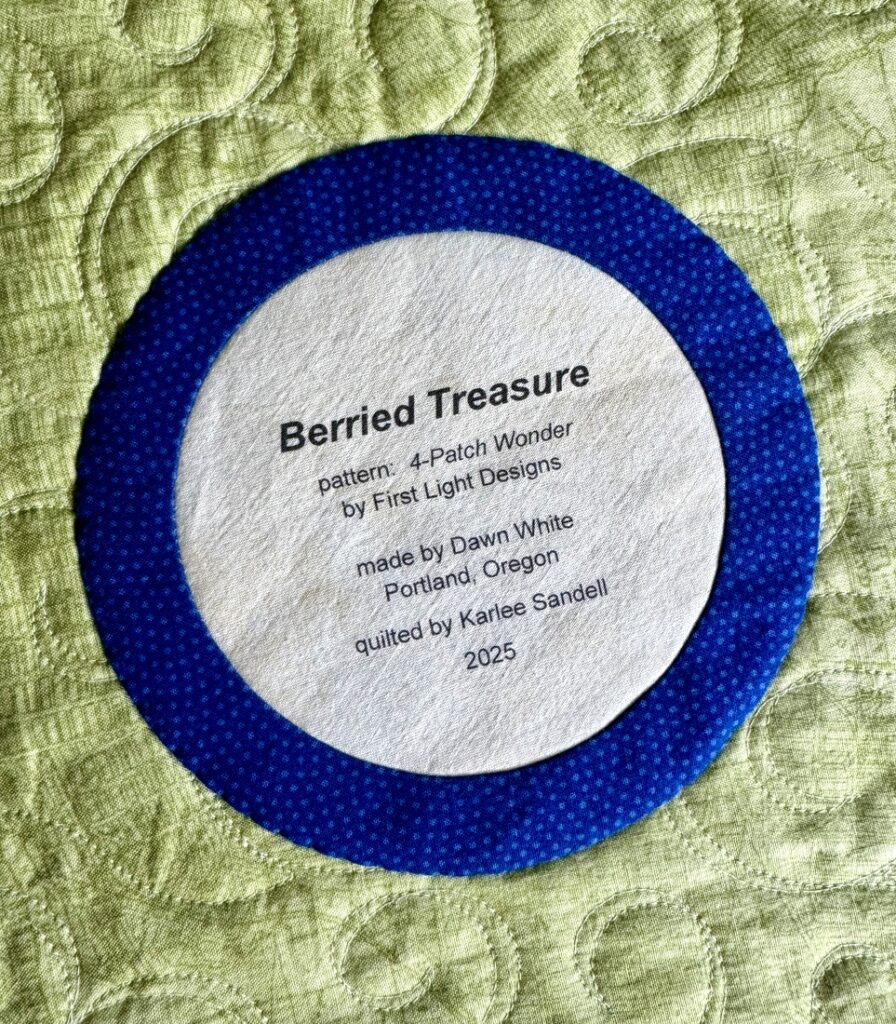 Berried Treasure
pattern: 4-Patch Wonder
by First Light Designs
made by Dawn White
Portland, Oregon
quilted by Karlee Sandell
2025